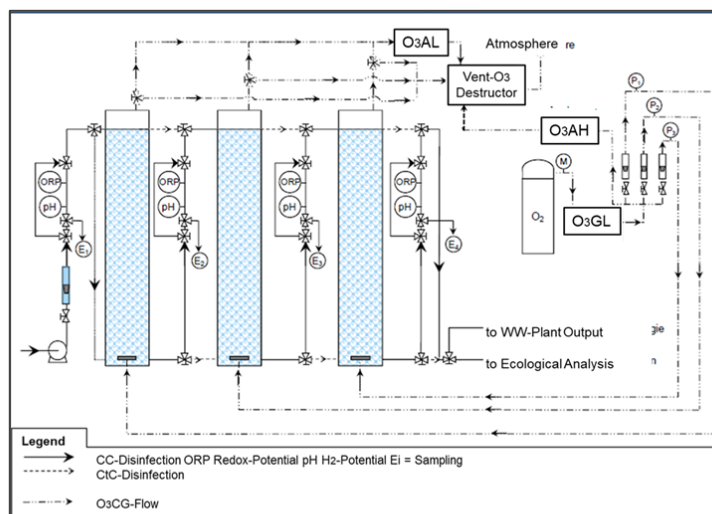 O3AL
Atmosphere re
Vent-O3
Destructor
P1
P2
P3
O3AH
M
O2
O3GL
ORP
pH
E1
ORP
pH
E2
ORP
pH
E3
ORP
pH
E4
to WW-Plant Output
gie
to Ecological Analysis
n
Legend
CC-Disinfection ORP Redox-Potential pH H2-Potential Ei = Sampling
CtC-Disinfection
O3CG-Flow